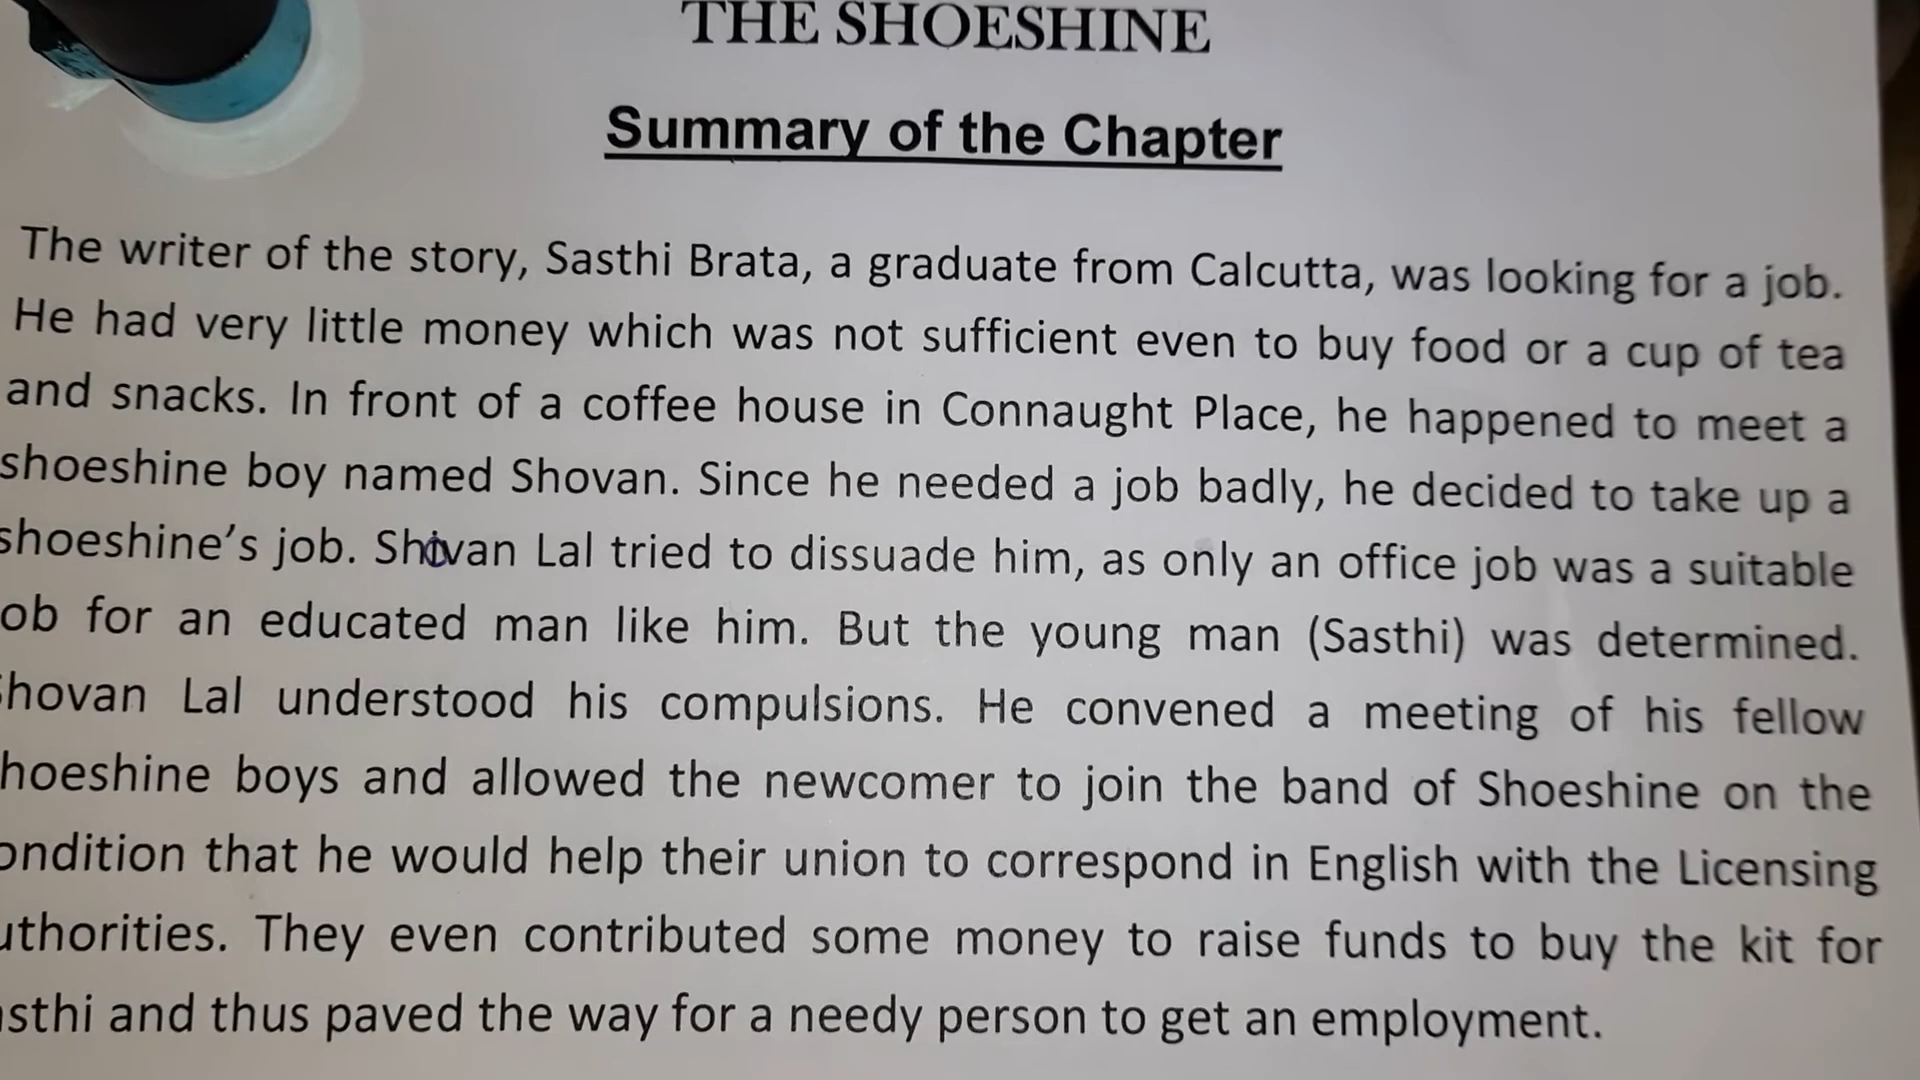 THE SHOESHINE
Summary of the Chapter
The writer of the story, Sasthi Brata, a graduate from Calcutta, was looking for a job.
He had very little money which was not sufficient even to buy food or a cup of tea
and snacks. In front of a coffee house in Connaught Place, he happened to meet a
shoeshine boy named Shovan. Since he needed a job badly, he decided to take up a
shoeshine's job. Shovan Lal tried to dissuade him, as only an office job was a suitable
ob for an educated man like him. But the young man (Sasthi) was determined.
hovan Lal understood his compulsions. He convened a meeting of his fellow
hoeshine boys and allowed the newcomer to join the band of Shoeshine on the
ondition that he would help their union to correspond in English with the Licensing
uthorities. They even contributed some money to raise funds to buy the kit for
asthi and thus paved the way for a needy person to get an employment.